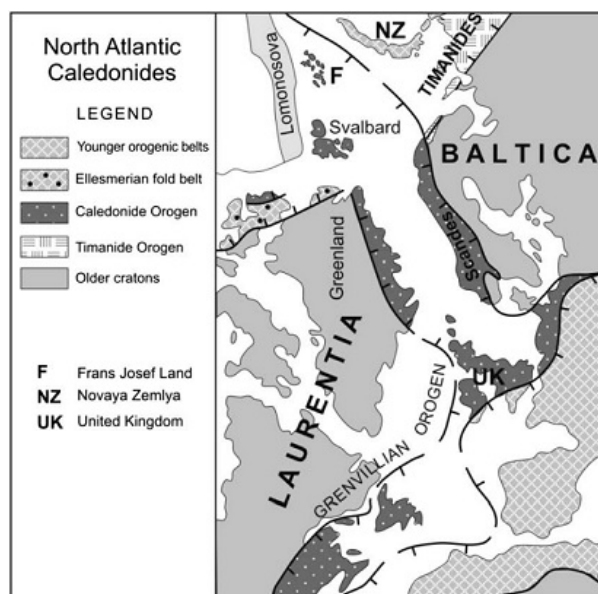 North Atlantic
Caledonides
LEGEND
Younger orogenic belts
Ellesmerian fold belt
Caledonide Orogen
Timanide Orogen
Older cratons
F Frans Josef Land
NZ Novaya Zemlya
UK United Kingdom
NZ
TIMANIDES
F
Lomonosova
Svalbard
BALTICA
Scandes
Greenland
LAURENTIA
UK
GRENVILLIAN OROGEN